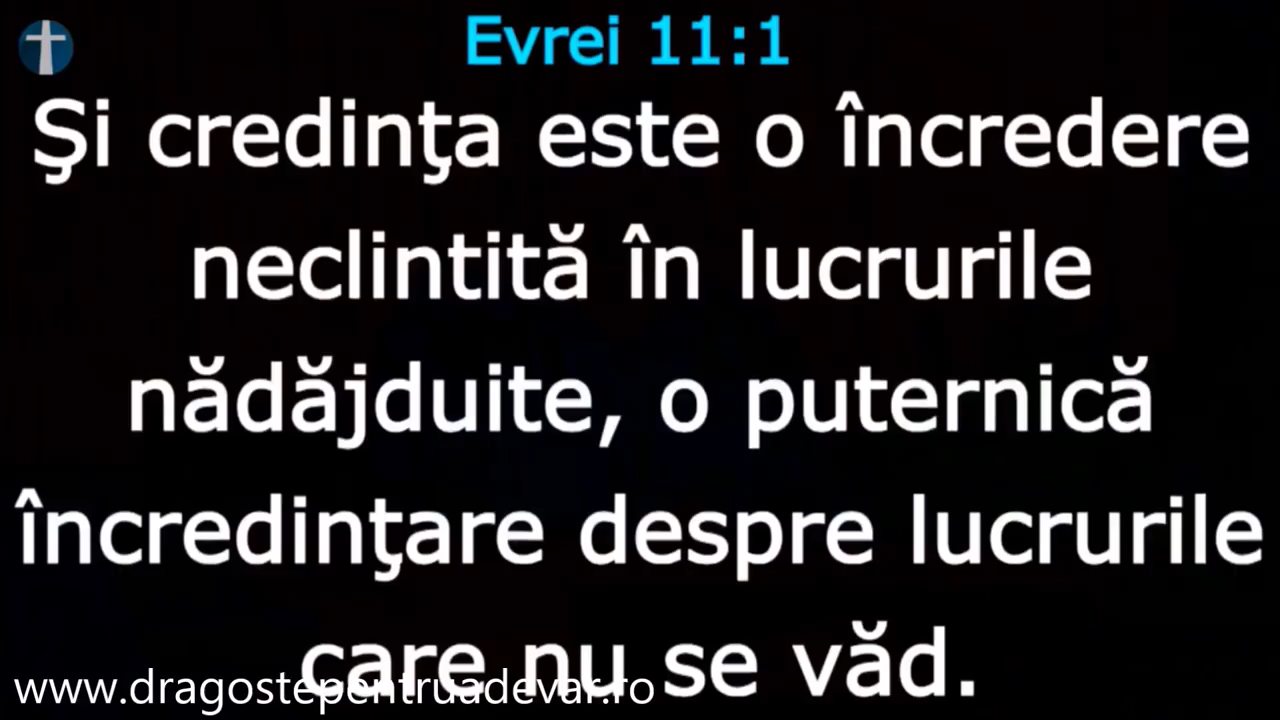 Evrei 11:1
Şi credinţa este o încredere
neclintită în lucrurile
nădăjduite, o puternică
încredinţare despre lucrurile
care nu se văd.
www.dragostepentruadevar.ro